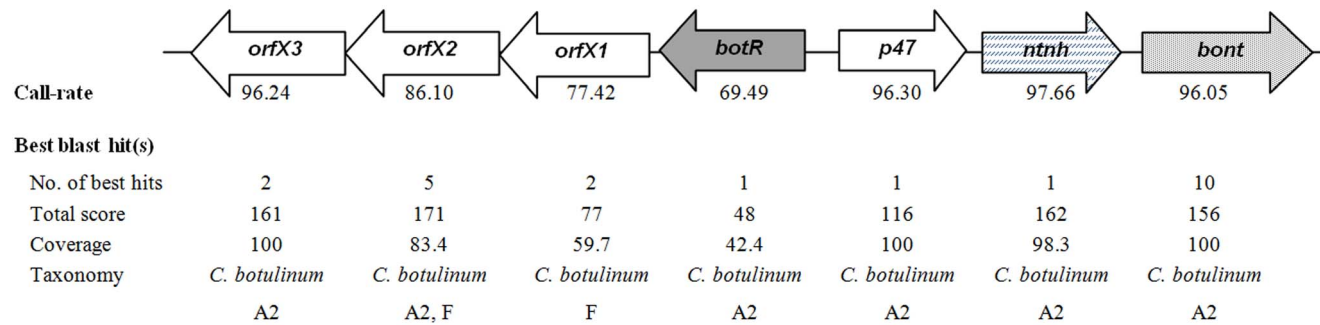 orfX3 orfX2 orfX1 botR p47 ntnh bont
Call-rate 96.24 86.10 77.42 69.49 96.30 97.66 96.05
Best blast hit(s)
No. of best hits 2 5 2 1 1 1 10
Total score 161 171 77 48 116 162 156
Coverage 100 83.4 59.7 42.4 100 98.3 100
Taxonomy C. botulinum C. botulinum C. botulinum C. botulinum C. botulinum C. botulinum C. botulinum
A2 A2, F F A2 A2 A2 A2